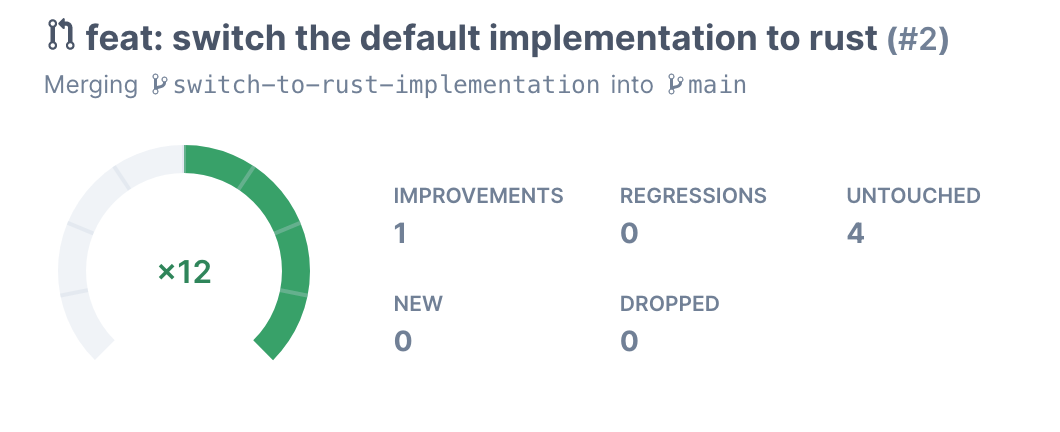 feat: switch the default implementation to rust (#2)
Merging switch-to-rust-implementation into main
×12
IMPROVEMENTS REGRESSIONS UNTOUCHED
1 0 4
NEW DROPPED
0 0